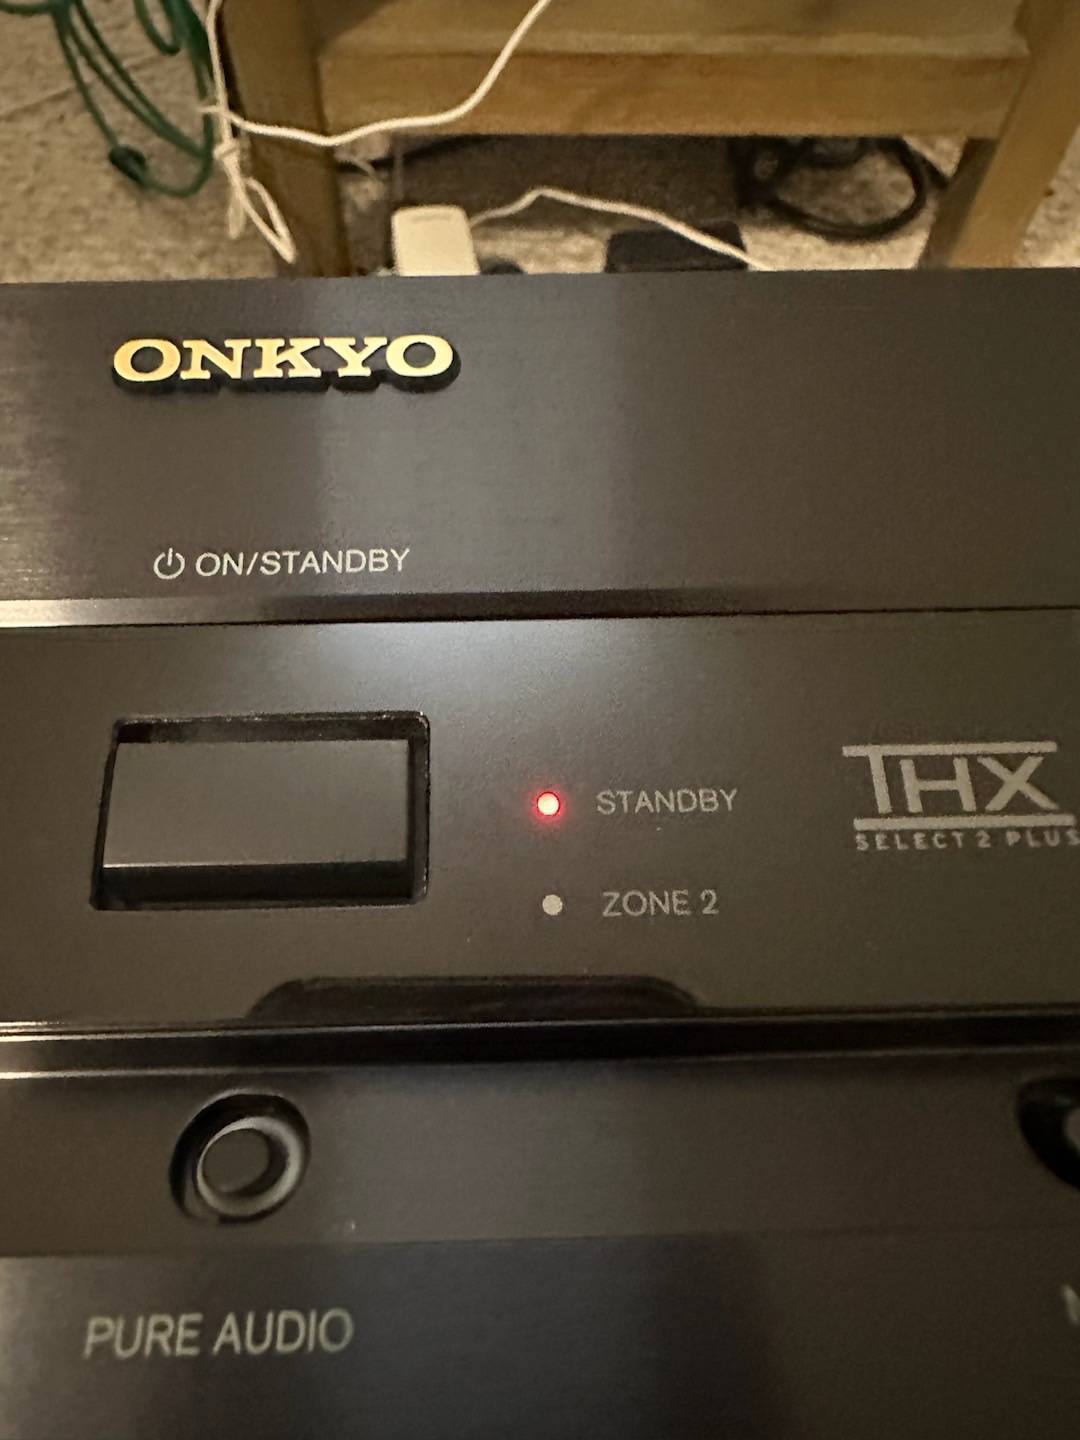 ONKYO
ON/STANDBY
STANDBY
THX
SELECT 2 PLUS
ZONE 2
PURE AUDIO